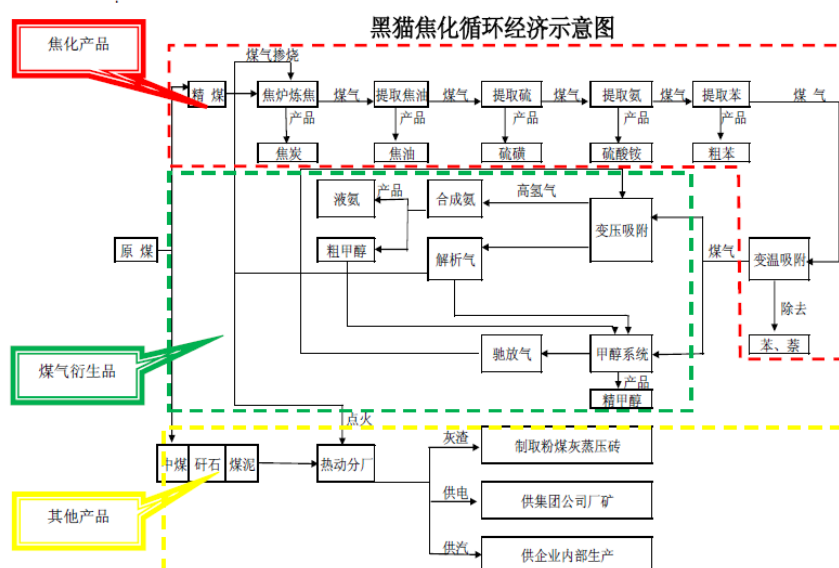 黑猫焦化循环经济示意图
焦化产品
煤气掺烧
精 煤
焦炉炼焦
煤气
提取焦油
煤气
提取硫
煤气
提取氨
煤气
提取苯
煤 气
产品
产品
产品
产品
产品
焦炭
焦油
硫磺
硫酸铵
粗苯
液氨
产品
合成氨
高氢气
变压吸附
原 煤
粗甲醇
解析气
煤气
变温吸附
除去
煤气衍生品
驰放气
甲醇系统
苯、萘
产品
精甲醇
点火
中煤
矸石
煤泥
热动分厂
灰渣
制取粉煤灰蒸压砖
其他产品
供电
供集团公司厂矿
供汽
供企业内部生产